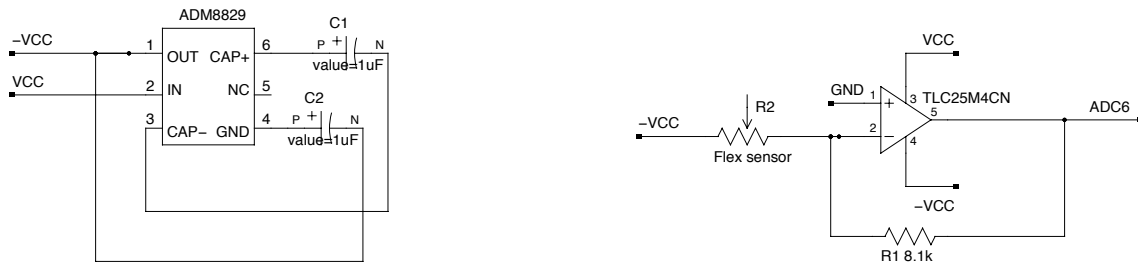 ADM8829
C1
−VCC
1
OUT
CAP+
6
P
+
N
value=1uF
VCC
2
IN
NC
5
C2
3
CAP−
GND
4
P
+
N
value=1uF
VCC
GND
1
+
3
TLC25M4CN
R2
−VCC
2
−
5
ADC6
4
Flex sensor
−VCC
R1 8.1k